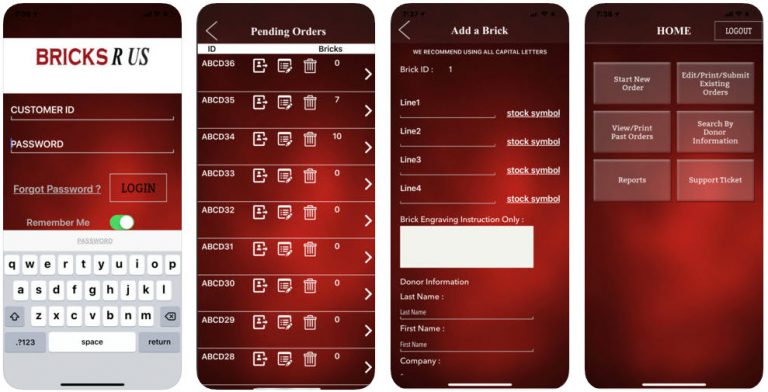 BRICKS R US
CUSTOMER ID
PASSWORD
Forgot Password ?
LOGIN
Remember Me
PASSWORD
q w e r t y u i o p
a s d f g h j k l
z x c v b n m
.?123 space return
Pending Orders
ID Bricks
ABCD36 0
ABCD35 7
ABCD34 10
ABCD33 0
ABCD32 0
ABCD31 0
ABCD30 0
ABCD29 0
ABCD28 0
Add a Brick
WE RECOMMEND USING ALL CAPITAL LETTERS
Brick ID : 1
Line1
stock symbol
Line2
stock symbol
Line3
stock symbol
Line4
stock symbol
Brick Engraving Instruction Only :
Donor Information
Last Name :
Last Name
First Name :
First Name
Company :
7:36
HOME
LOGOUT
Start New
Order
Edit/Print/Submit
Existing
Orders
View/Print
Past Orders
Search By
Donor
Information
Reports
Support Ticket